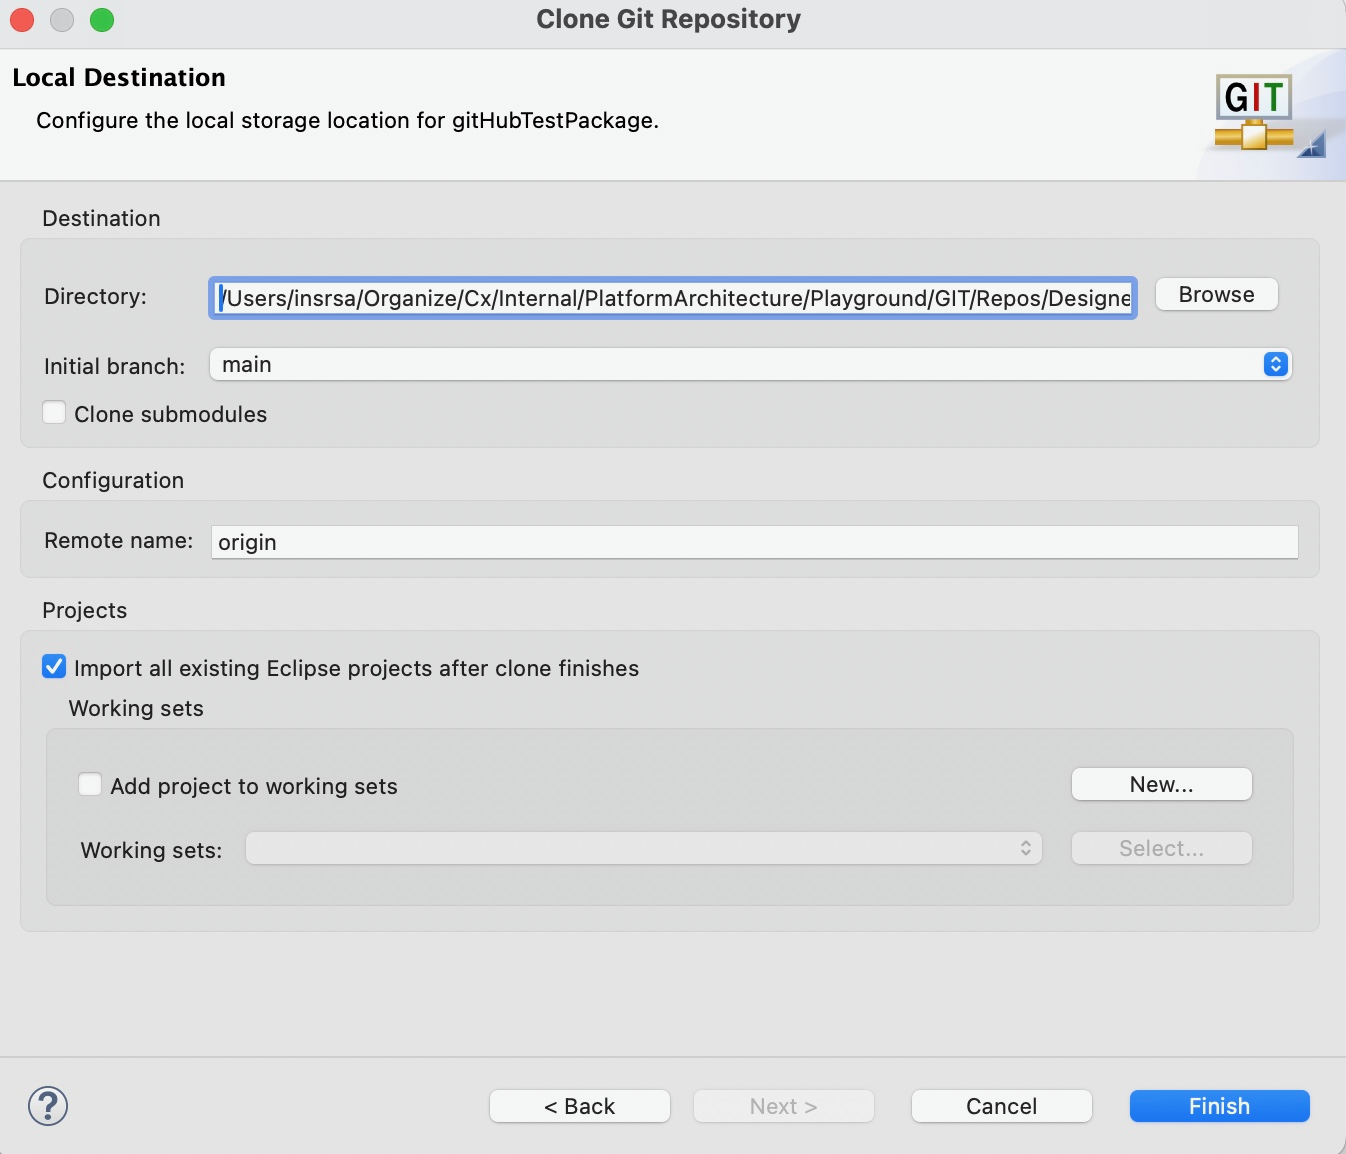 Clone Git Repository
Local Destination
Configure the local storage location for gitHubTestPackage.
GIT
Destination
Directory: /Users/insrsa/Organize/Cx/Internal/PlatformArchitecture/Playground/GIT/Repos/Designe Browse
Initial branch: main
Clone submodules
Configuration
Remote name: origin
Projects
Import all existing Eclipse projects after clone finishes
Working sets
Add project to working sets New...
Working sets: Select...
? < Back Next > Cancel Finish